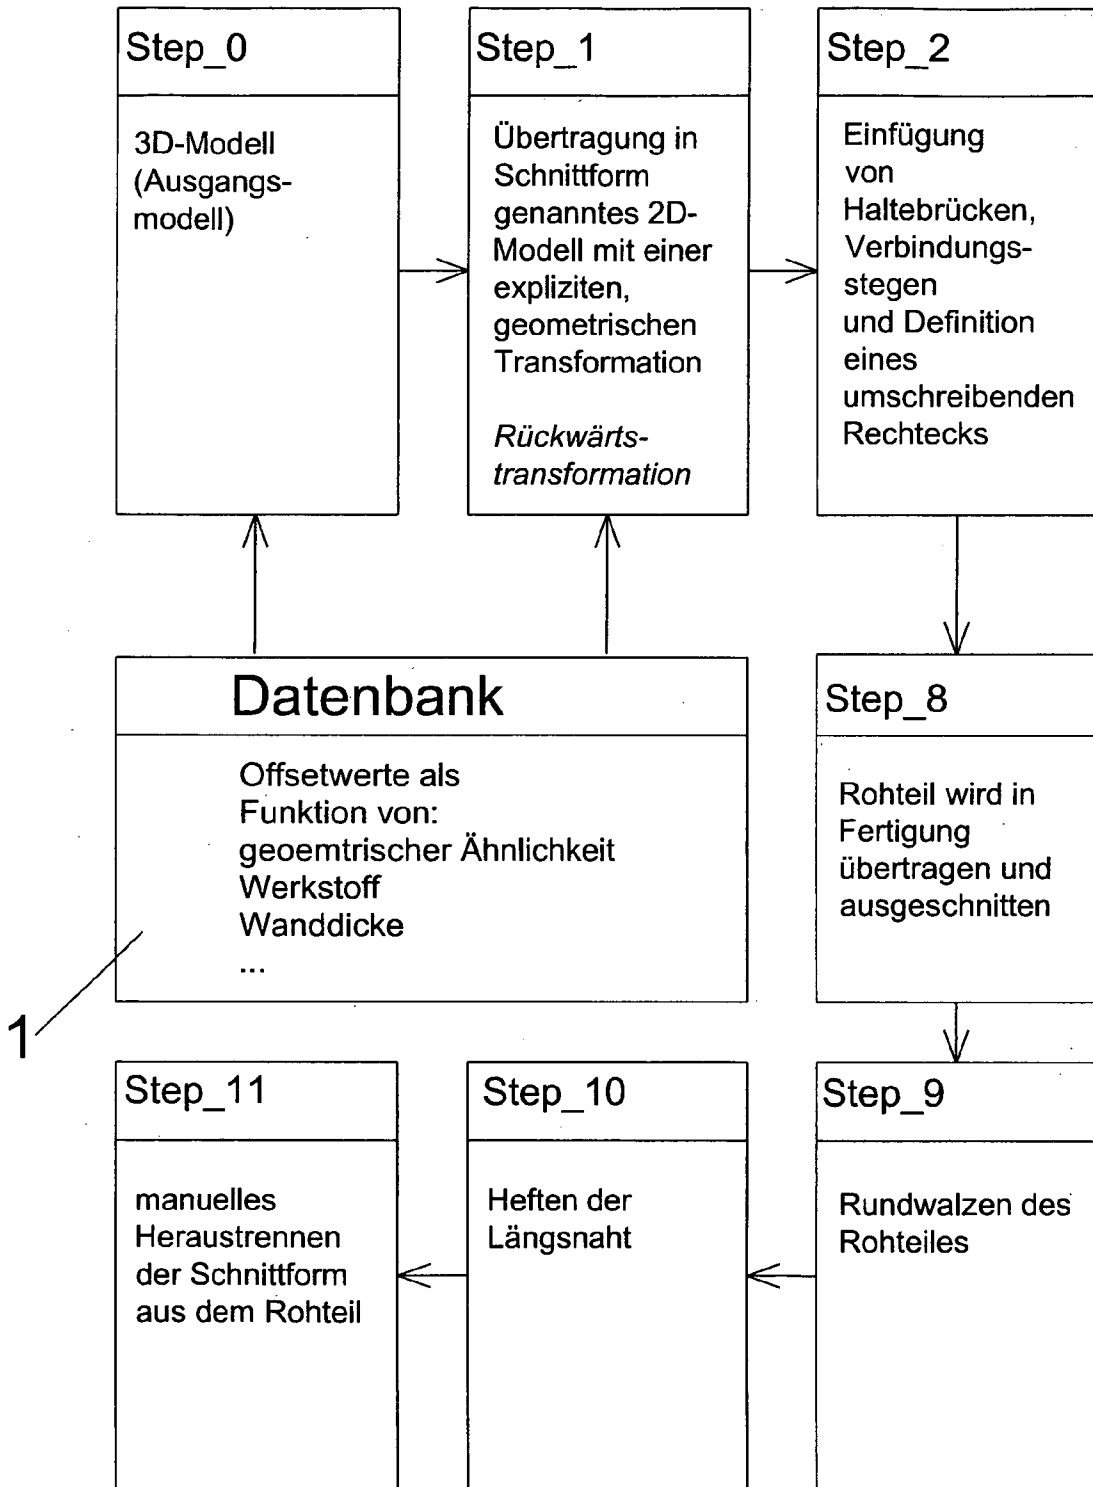 Step_0
3D-Modell
(Ausgangs-
modell)
Step_1
Übertragung in
Schnittform
genanntes 2D-
Modell mit einer
expliziten,
geometrischen
Transformation
Rückwärts-
transformation
Step_2
Einfügung
von
Haltebrücken,
Verbindungs-
stegen
und Definition
eines
umschreibenden
Rechtecks
Datenbank
Offsetwerte als
Funktion von:
geoemtrischer Ähnlichkeit
Werkstoff
Wanddicke
...
1
Step_8
Rohteil wird in
Fertigung
übertragen und
ausgeschnitten
Step_9
Rundwalzen des
Rohteiles
Step_10
Heften der
Längsnaht
Step_11
manuelles
Heraustrennen
der Schnittform
aus dem Rohteil